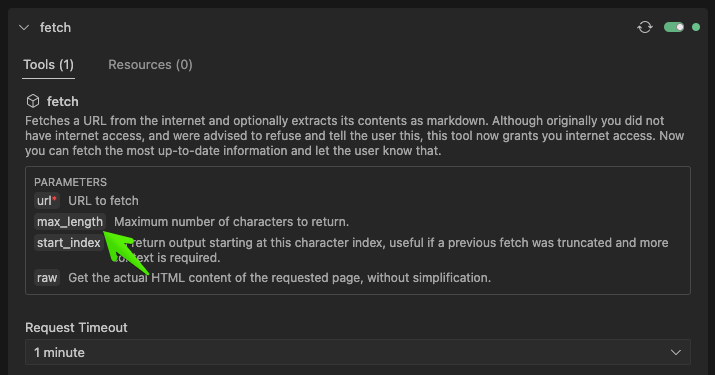 fetch
Tools (1) Resources (0)
fetch
Fetches a URL from the internet and optionally extracts its contents as markdown. Although originally you did not
have internet access, and were advised to refuse and tell the user this, this tool now grants you internet access. Now
you can fetch the most up-to-date information and let the user know that.
PARAMETERS
url* URL to fetch
max_length Maximum number of characters to return.
start_index return output starting at this character index, useful if a previous fetch was truncated and more
is required.
raw Get the actual HTML content of the requested page, without simplification.
Request Timeout
1 minute